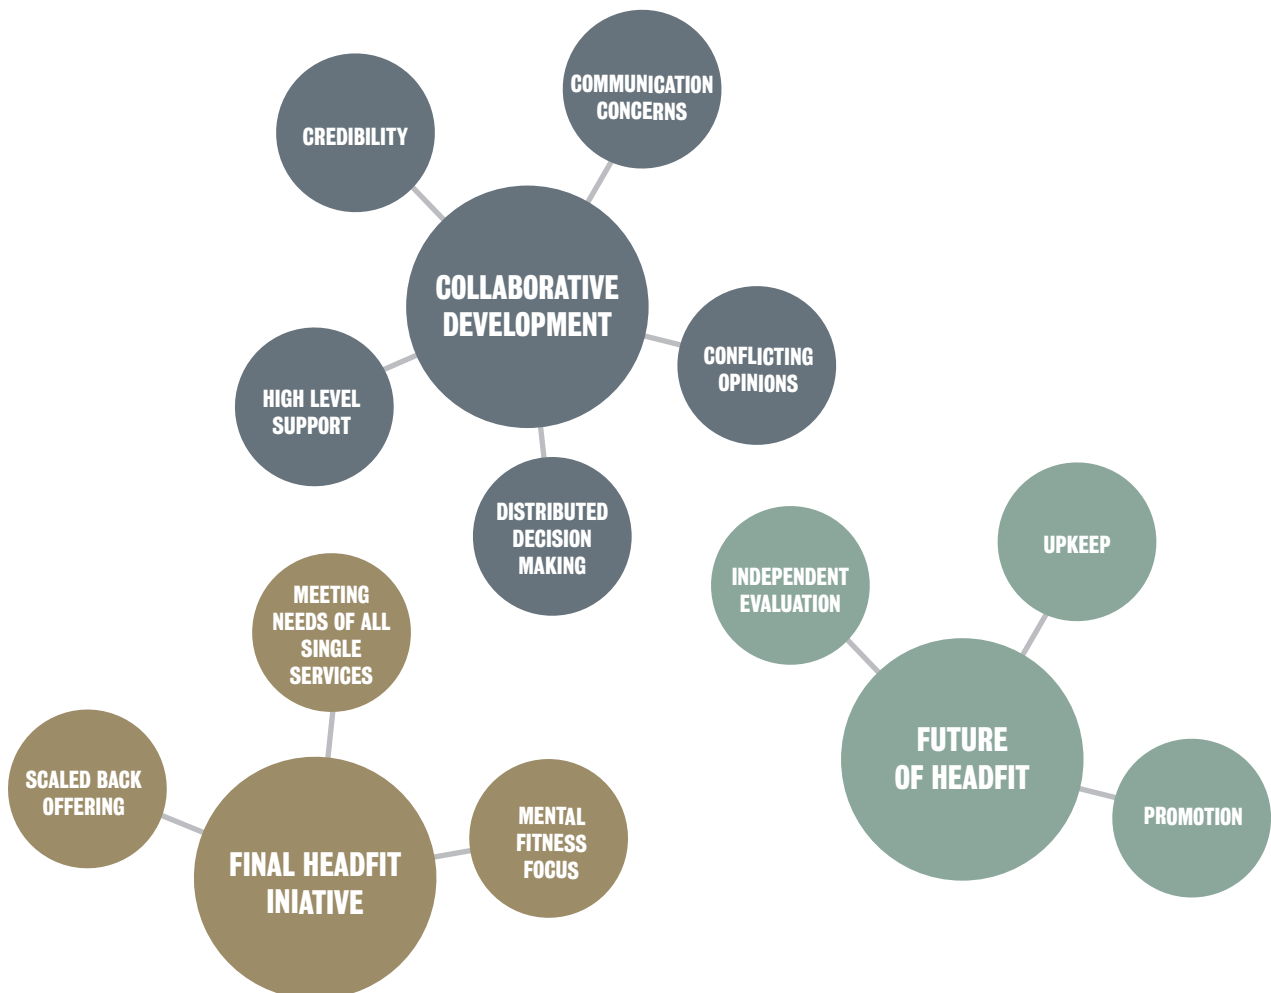 COMMUNICATION
CONCERNS
CREDIBILITY
COLLABORATIVE
DEVELOPMENT
CONFLICTING
OPINIONS
HIGH LEVEL
SUPPORT
DISTRIBUTED
DECISION
MAKING
MEETING
NEEDS OF ALL
SINGLE
SERVICES
SCALED BACK
OFFERING
MENTAL
FITNESS
FOCUS
FINAL HEADFIT
INIATIVE
UPKEEP
INDEPENDENT
EVALUATION
FUTURE
OF HEADFIT
PROMOTION